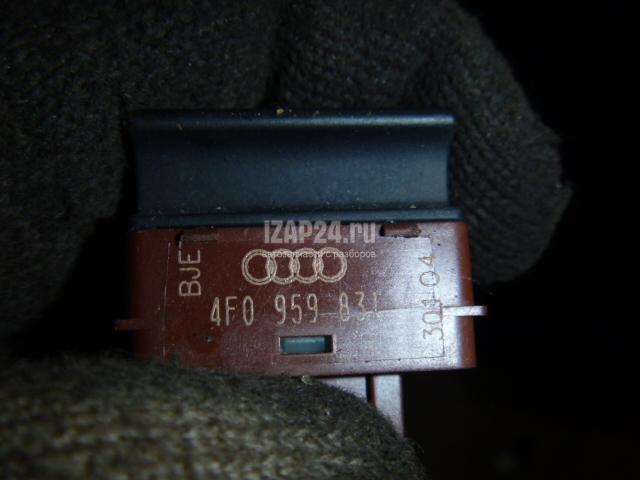 IZAP24.ru
автозапчасти с разборов
BJE
4F0 959 831
30104